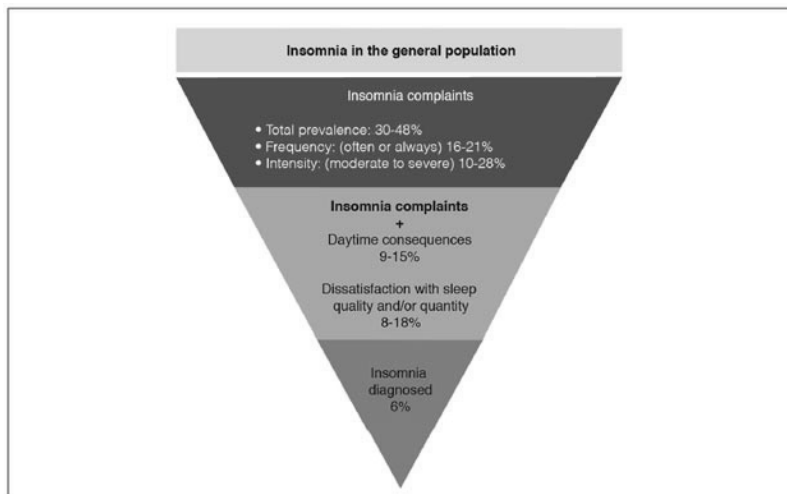 Insomnia in the general population
Insomnia complaints
• Total prevalence: 30-48%
• Frequency: (often or always) 16-21%
• Intensity: (moderate to severe) 10-28%
Insomnia complaints
+
Daytime consequences
9-15%
Dissatisfaction with sleep
quality and/or quantity
8-18%
Insomnia
diagnosed
6%